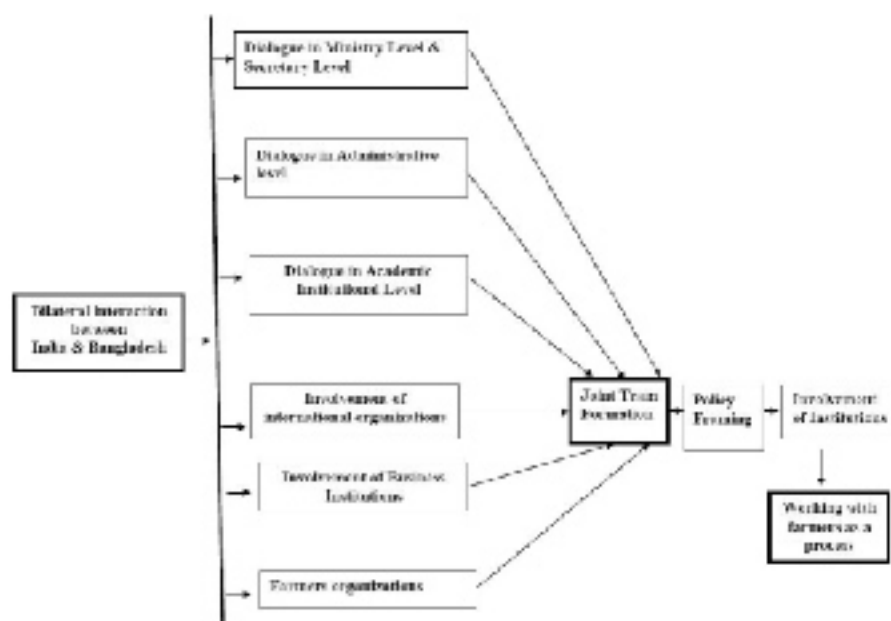 Dialogue in Ministry Level &
Secretary Level
Dialogue in Administrative
level
Dialogue in Academic
Institutional Level
Bilateral interaction
between
India & Bangladesh
Involvement of
international organizations
Joint Team
Formation
Policy
Framing
Involvement
of Institutions
Involvement of Business
Institutions
Working with
farmers as a
process
Farmers organizations